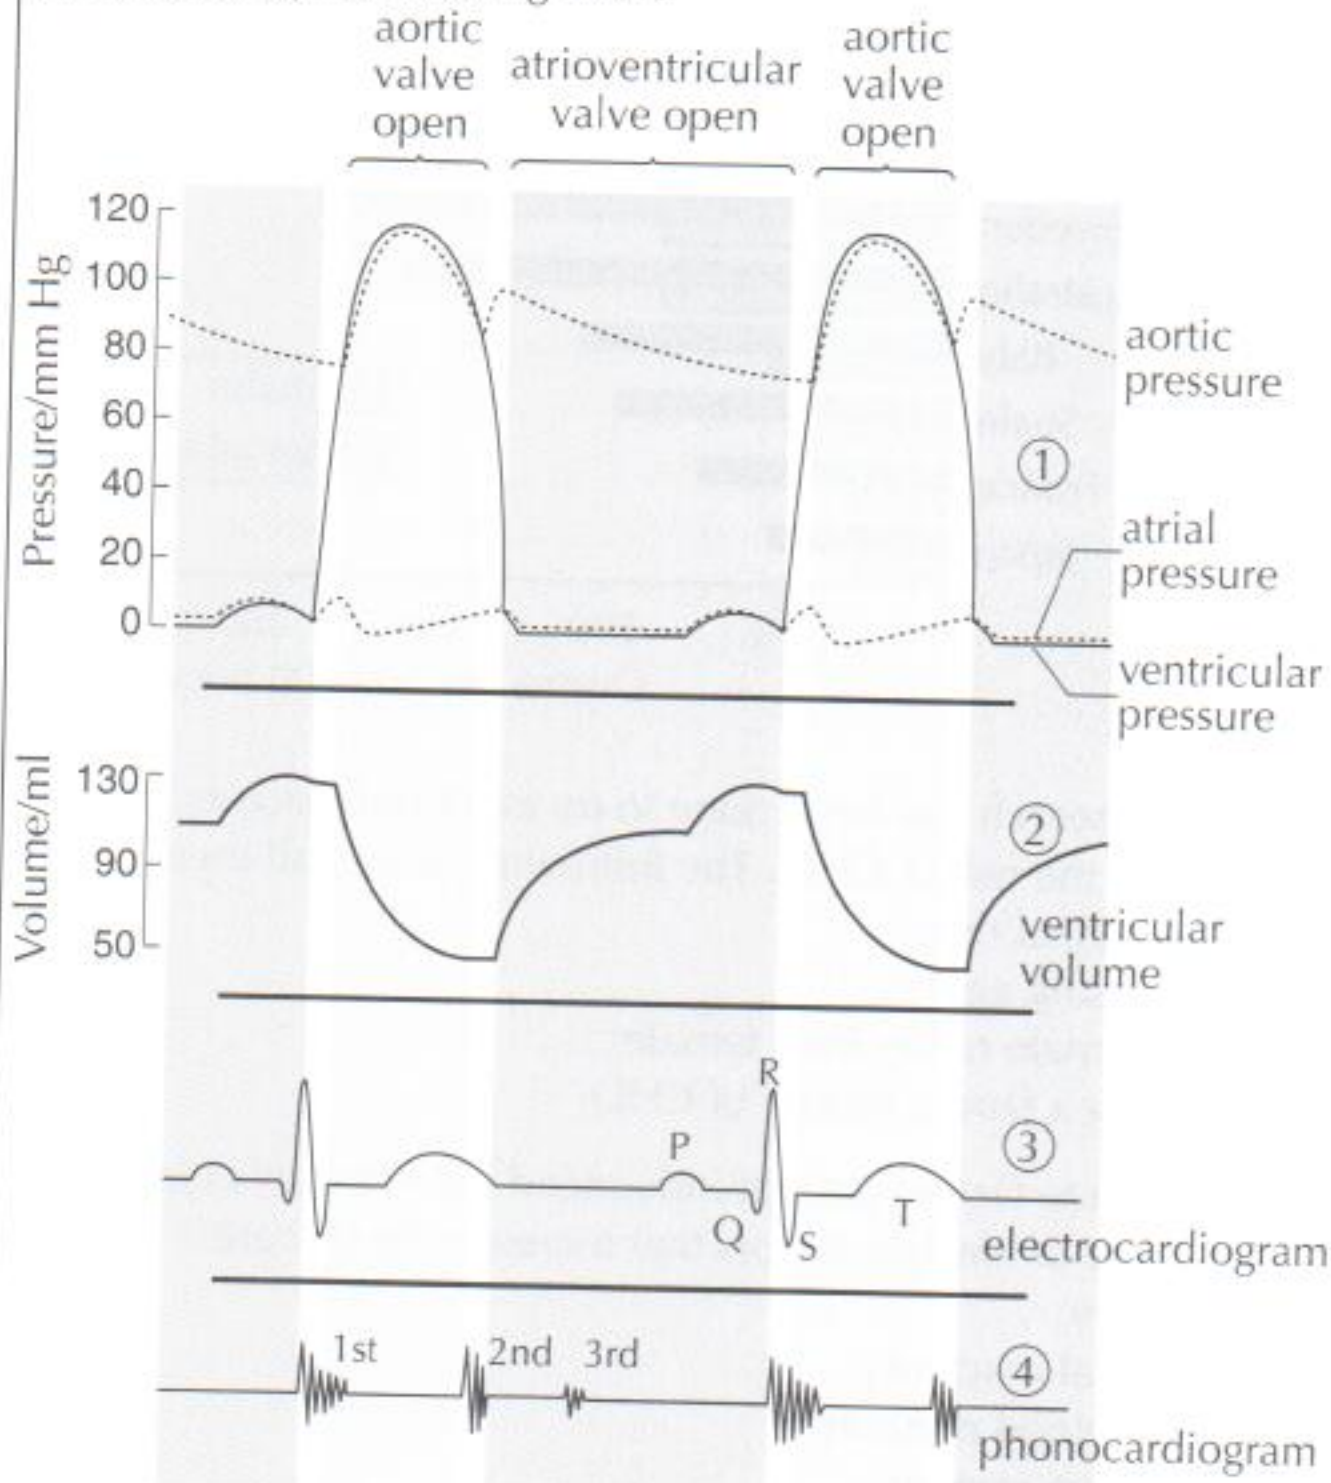 aortic
valve
open
atrioventricular
valve open
aortic
valve
open
120
100
80
60
40
20
0
Pressure/mm Hg
aortic
pressure
1
atrial
pressure
ventricular
pressure
130
90
50
Volume/ml
2
ventricular
volume
R
P
Q
S
T
3
electrocardiogram
1st
2nd
3rd
4
phonocardiogram